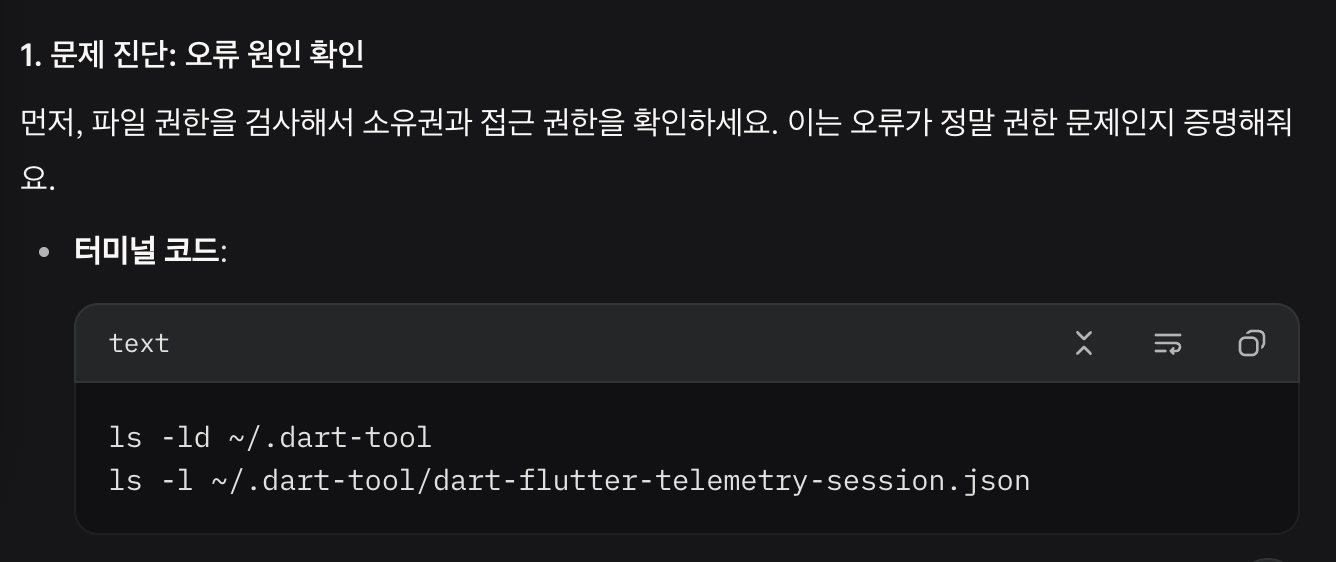 1. 문제 진단: 오류 원인 확인
먼저, 파일 권한을 검사해서 소유권과 접근 권한을 확인하세요. 이는 오류가 정말 권한 문제인지 증명해줘
요.
• 터미널 코드:
text
ls -ld ~/.dart-tool
ls -l ~/.dart-tool/dart-flutter-telemetry-session.json